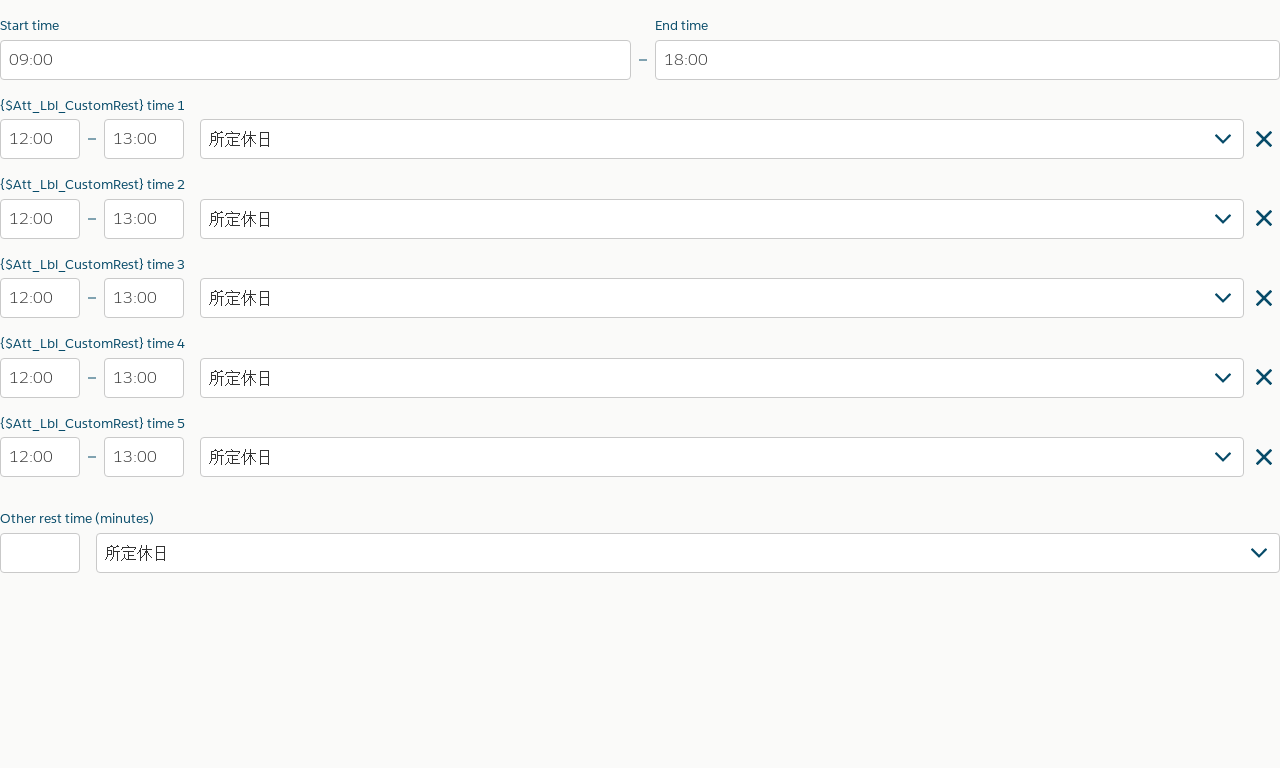 Start time
End time
09:00 – 18:00
{$Att_Lbl_CustomRest} time 1
12:00 – 13:00 所定休日
{$Att_Lbl_CustomRest} time 2
12:00 – 13:00 所定休日
{$Att_Lbl_CustomRest} time 3
12:00 – 13:00 所定休日
{$Att_Lbl_CustomRest} time 4
12:00 – 13:00 所定休日
{$Att_Lbl_CustomRest} time 5
12:00 – 13:00 所定休日
Other rest time (minutes)
所定休日